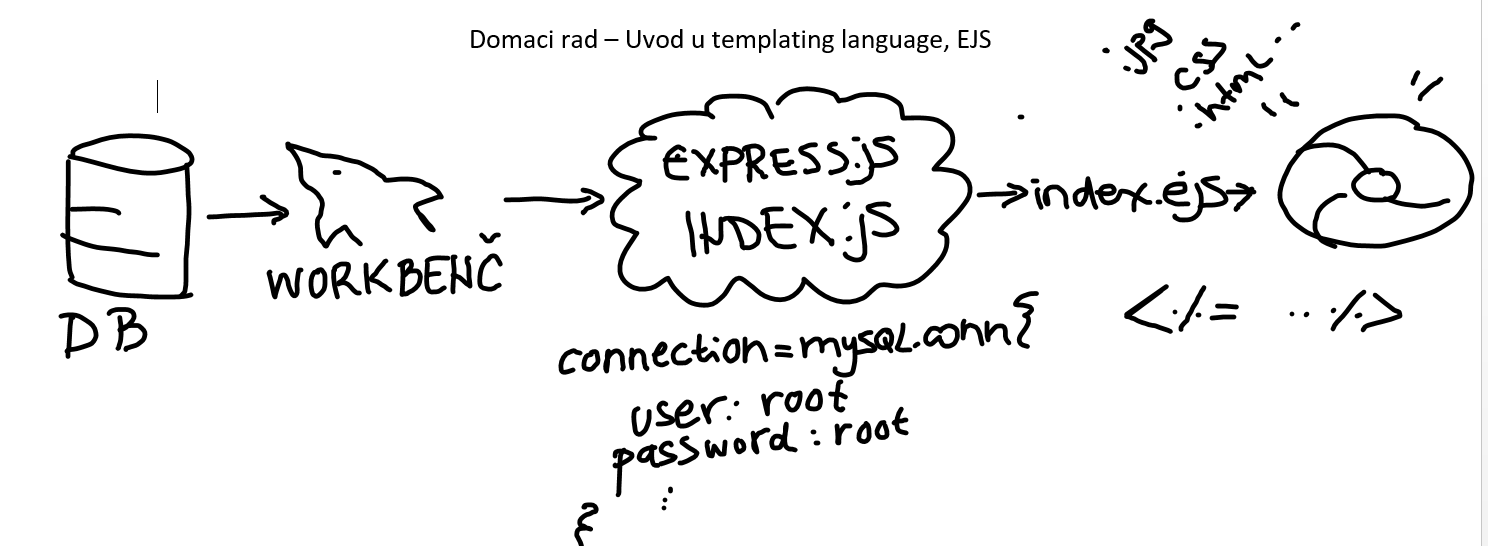 Domaci rad – Uvod u templating language, EJS
.jpg
css
.html
EXPRESS.js
INDEX.js
index.ejs
WORKBENČ
DB
<%= .. %>
connection=mysQL.conn{
user: root
password: root
⋮
}